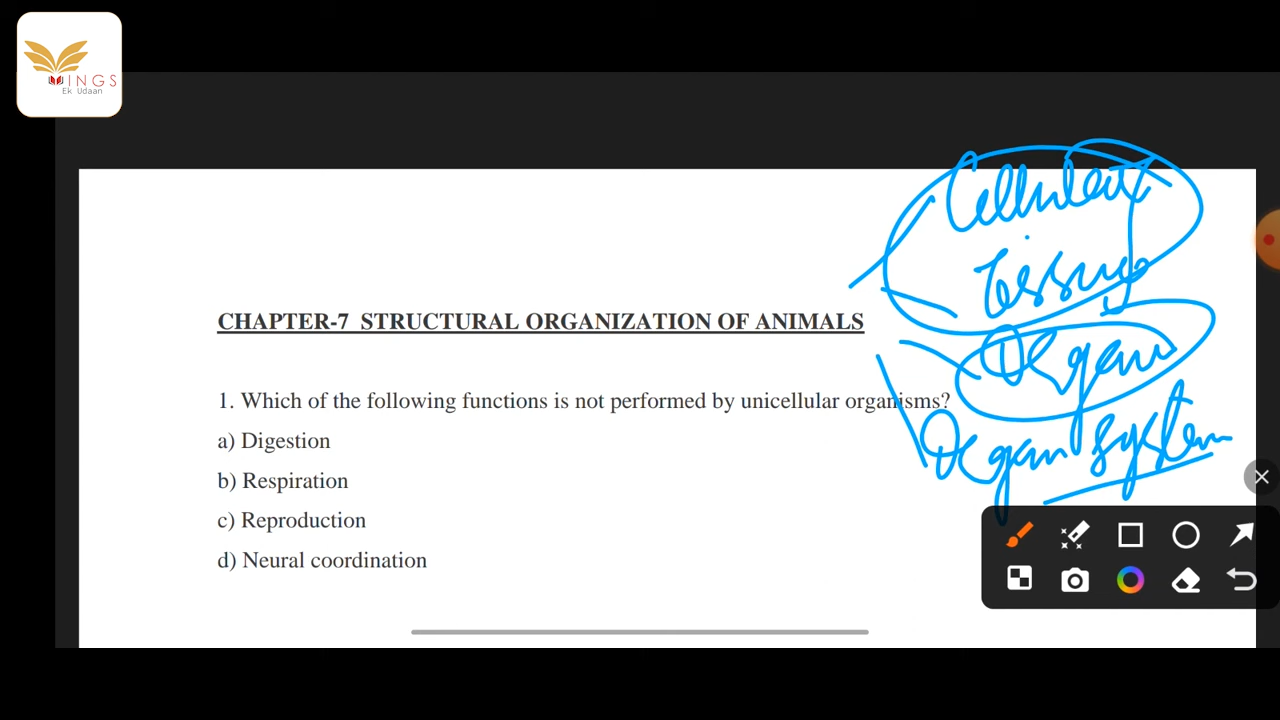 WINGS
Ek Udaan
Cellular
tissue
Organ
Organ system
CHAPTER-7 STRUCTURAL ORGANIZATION OF ANIMALS
1. Which of the following functions is not performed by unicellular organisms?
a) Digestion
b) Respiration
c) Reproduction
d) Neural coordination